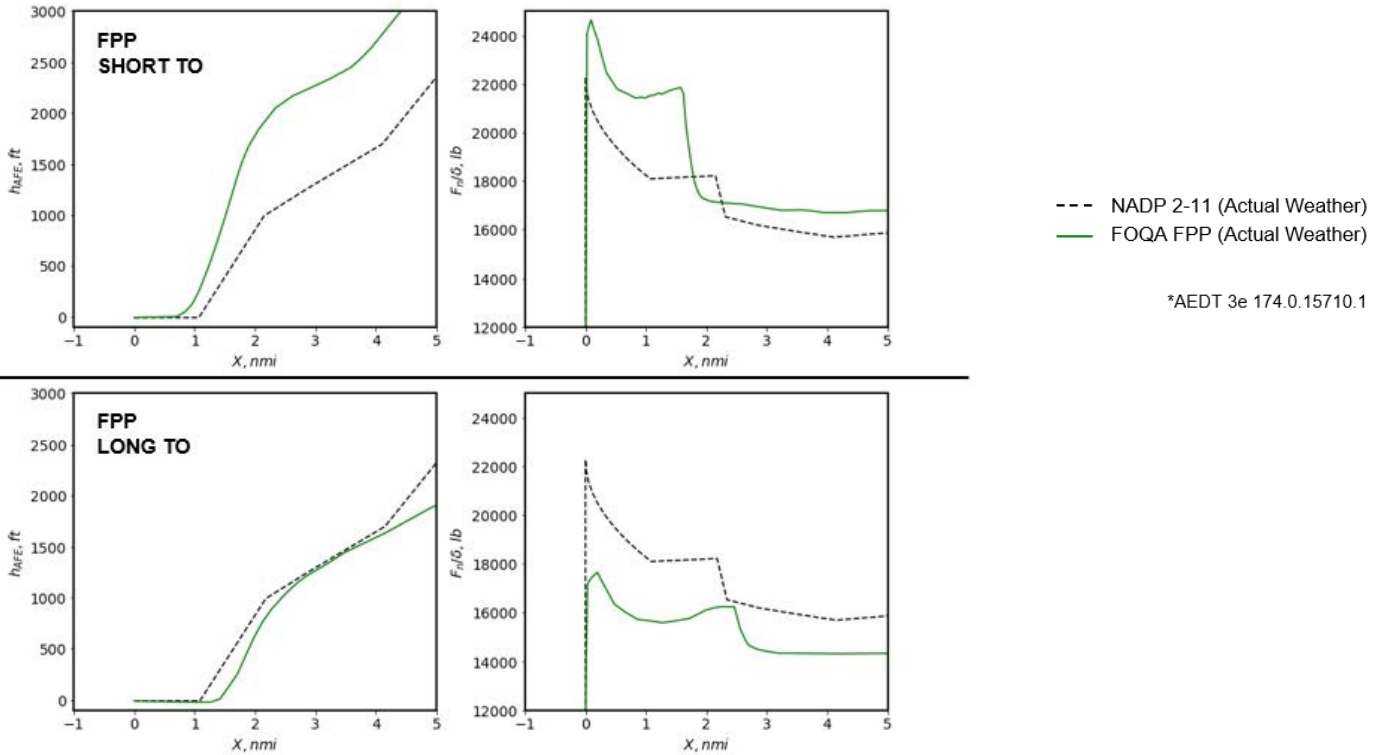 FPP
SHORT TO
3000
2500
2000
1500
1000
500
0
hAFE, ft
−1 0 1 2 3 4 5
X, nmi
24000
22000
20000
18000
16000
14000
12000
Fn/δ, lb
−1 0 1 2 3 4 5
X, nmi
NADP 2-11 (Actual Weather)
FOQA FPP (Actual Weather)
*AEDT 3e 174.0.15710.1
FPP
LONG TO
3000
2500
2000
1500
1000
500
0
hAFE, ft
−1 0 1 2 3 4 5
X, nmi
24000
22000
20000
18000
16000
14000
12000
Fn/δ, lb
−1 0 1 2 3 4 5
X, nmi